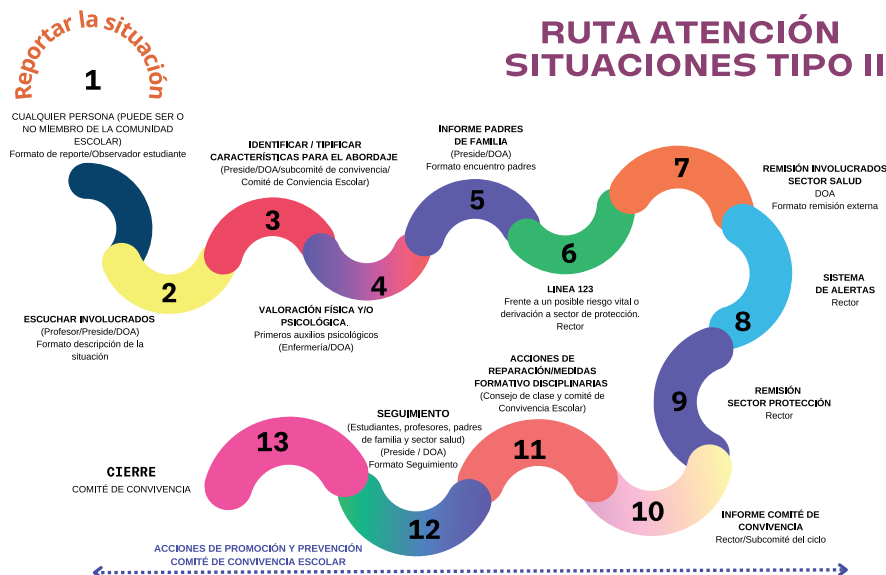 RUTA ATENCIÓN
SITUACIONES TIPO II
Reportar la situación
1
CUALQUIER PERSONA (PUEDE SER O
NO MIEMBRO DE LA COMUNIDAD
ESCOLAR)
Formato de reporte/Observador estudiante
2
ESCUCHAR INVOLUCRADOS
(Profesor/Preside/DOA)
Formato descripción de la
situación
IDENTIFICAR / TIPIFICAR
CARACTERÍSTICAS PARA EL ABORDAJE
(Preside/DOA/subcomite de convivencia/
Comité de Conviencia Escolar)
3
4
VALORACIÓN FÍSICA Y/O
PSICOLÓGICA.
Primeros auxilios psicológicos
(Enfermería/DOA)
INFORME PADRES
DE FAMILIA
(Preside/DOA)
Formato encuentro padres
5
6
LINEA 123
Frente a un posible riesgo vital o
derivación a sector de protección.
Rector
7
REMISIÓN INVOLUCRADOS
SECTOR SALUD
DOA
Formato remisión externa
SISTEMA
DE ALERTAS
Rector
8
9
REMISIÓN
SECTOR PROTECCIÓN
Rector
10
INFORME COMITÉ DE
CONVIVENCIA
Rector/Subcomité del ciclo
ACCIONES DE
REPARACIÓN/MEDIDAS
FORMATIVO DISCIPLINARIAS
(Consejo de clase y comité de
Convivencia Escolar)
11
SEGUIMIENTO
(Estudiantes, profesores, padres
de familia y sector salud)
(Preside / DOA)
Formato Seguimiento
12
13
CIERRE
COMITÉ DE CONVIVENCIA
ACCIONES DE PROMOCIÓN Y PREVENCIÓN
COMITÉ DE CONVIVENCIA ESCOLAR